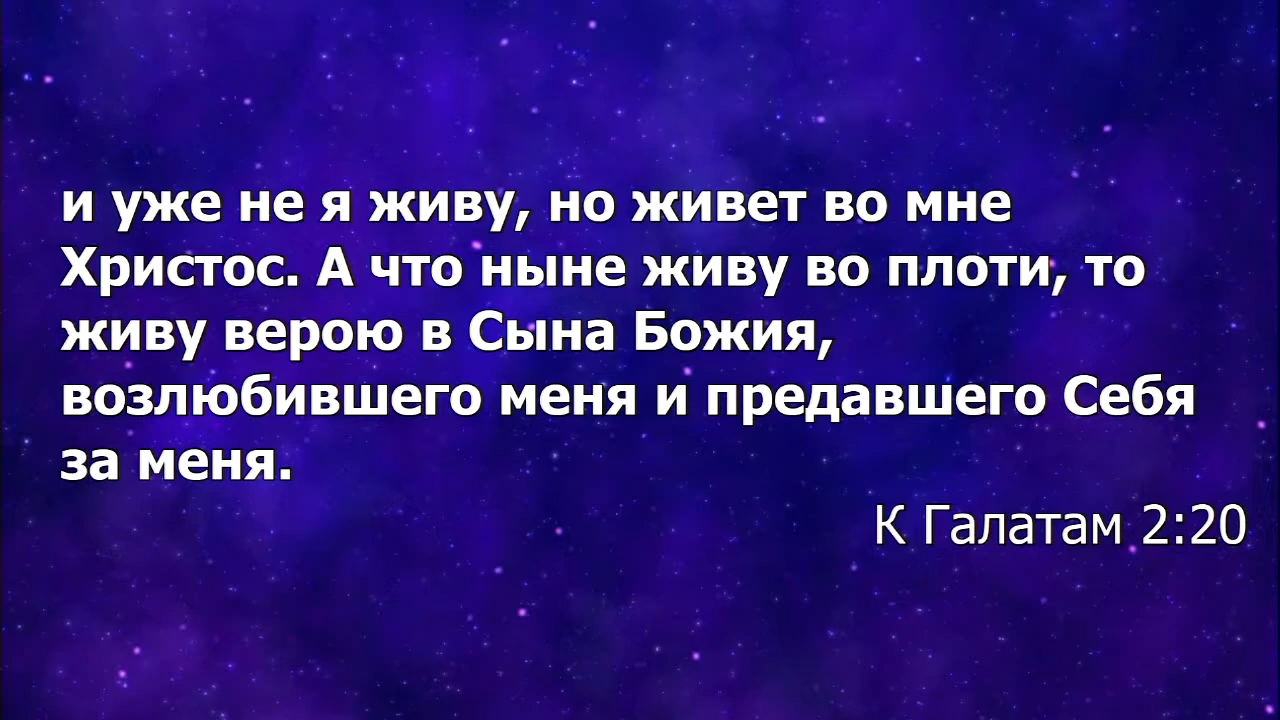 и уже не я живу, но живет во мне
Христос. А что ныне живу во плоти, то
живу верою в Сына Божия,
возлюбившего меня и предавшего Себя
за меня.
К Галатам 2:20